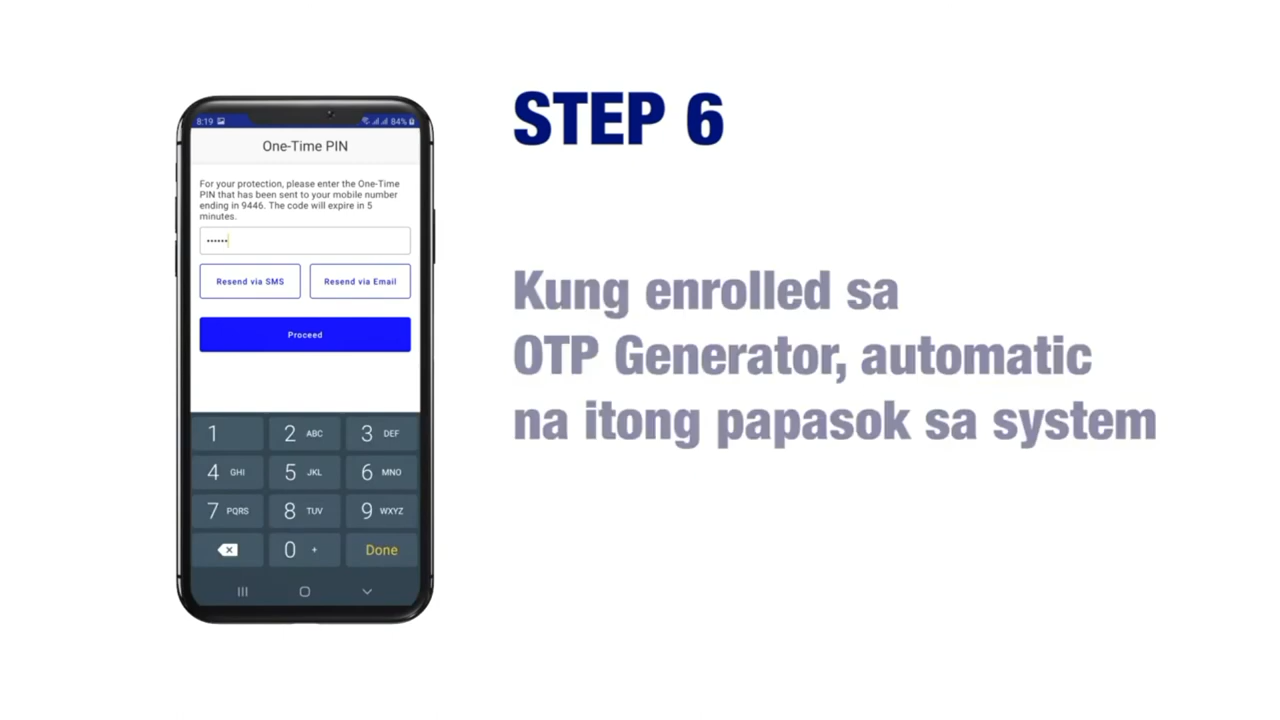 8:19
84%
One-Time PIN
For your protection, please enter the One-Time
PIN that has been sent to your mobile number
ending in 9446. The code will expire in 5
minutes.
••••••
Resend via SMS Resend via Email
Proceed
1 2 ABC 3 DEF
4 GHI 5 JKL 6 MNO
7 PQRS 8 TUV 9 WXYZ
0 + Done
STEP 6
Kung enrolled sa
OTP Generator, automatic
na itong papasok sa system